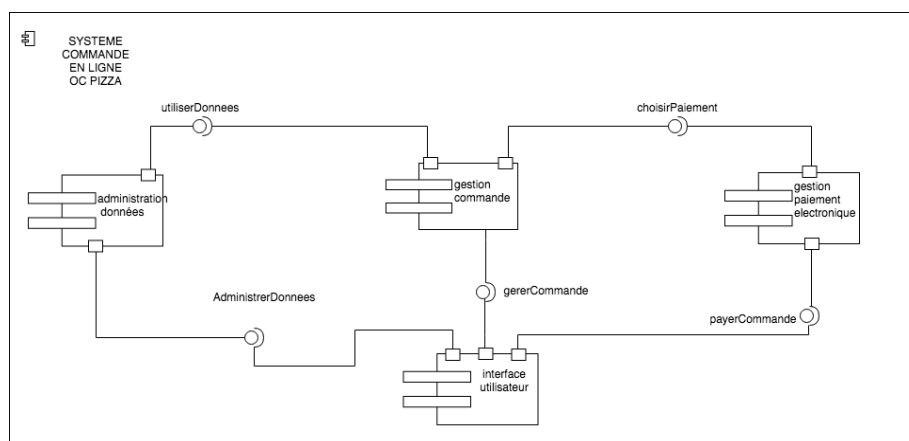 SYSTEME
COMMANDE
EN LIGNE
OC PIZZA
utiliserDonnees
choisirPaiement
administration
données
gestion
commande
gestion
paiement
electronique
AdministrerDonnees
gererCommande
payerCommande
interface
utilisateur